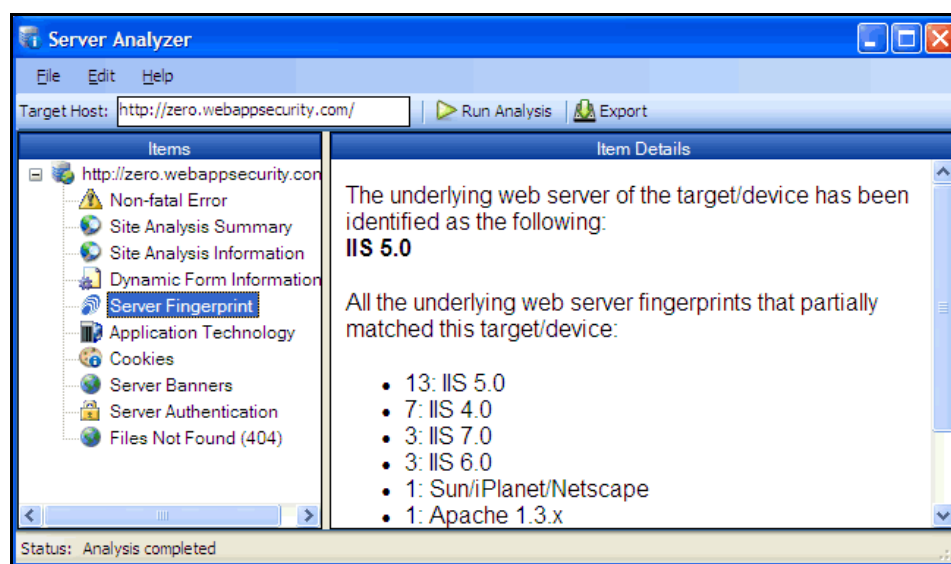 Server Analyzer
File Edit Help
Target Host: http://zero.webappsecurity.com/ Run Analysis Export
Items
http://zero.webappsecurity.con
Non-fatal Error
Site Analysis Summary
Site Analysis Information
Dynamic Form Information
Server Fingerprint
Application Technology
Cookies
Server Banners
Server Authentication
Files Not Found (404)
Item Details
The underlying web server of the target/device has been
identified as the following:
IIS 5.0
All the underlying web server fingerprints that partially
matched this target/device:
• 13: IIS 5.0
• 7: IIS 4.0
• 3: IIS 7.0
• 3: IIS 6.0
• 1: Sun/iPlanet/Netscape
• 1: Apache 1.3.x
Status: Analysis completed